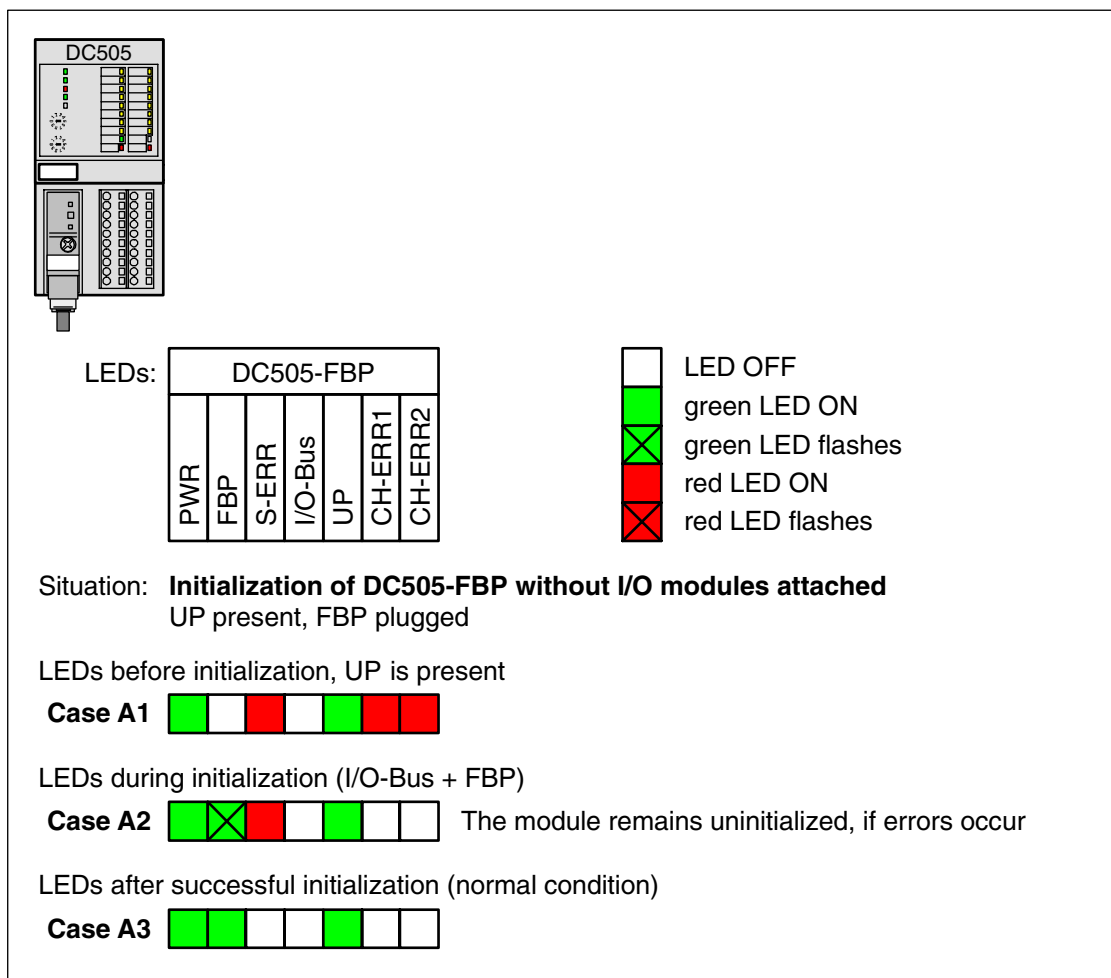 DC505
LEDs:
DC505-FBP
PWR
FBP
S-ERR
I/O-Bus
UP
CH-ERR1
CH-ERR2
LED OFF
green LED ON
green LED flashes
red LED ON
red LED flashes
Situation: Initialization of DC505-FBP without I/O modules attached
UP present, FBP plugged
LEDs before initialization, UP is present
Case A1
LEDs during initialization (I/O-Bus + FBP)
Case A2 The module remains uninitialized, if errors occur
LEDs after successful initialization (normal condition)
Case A3